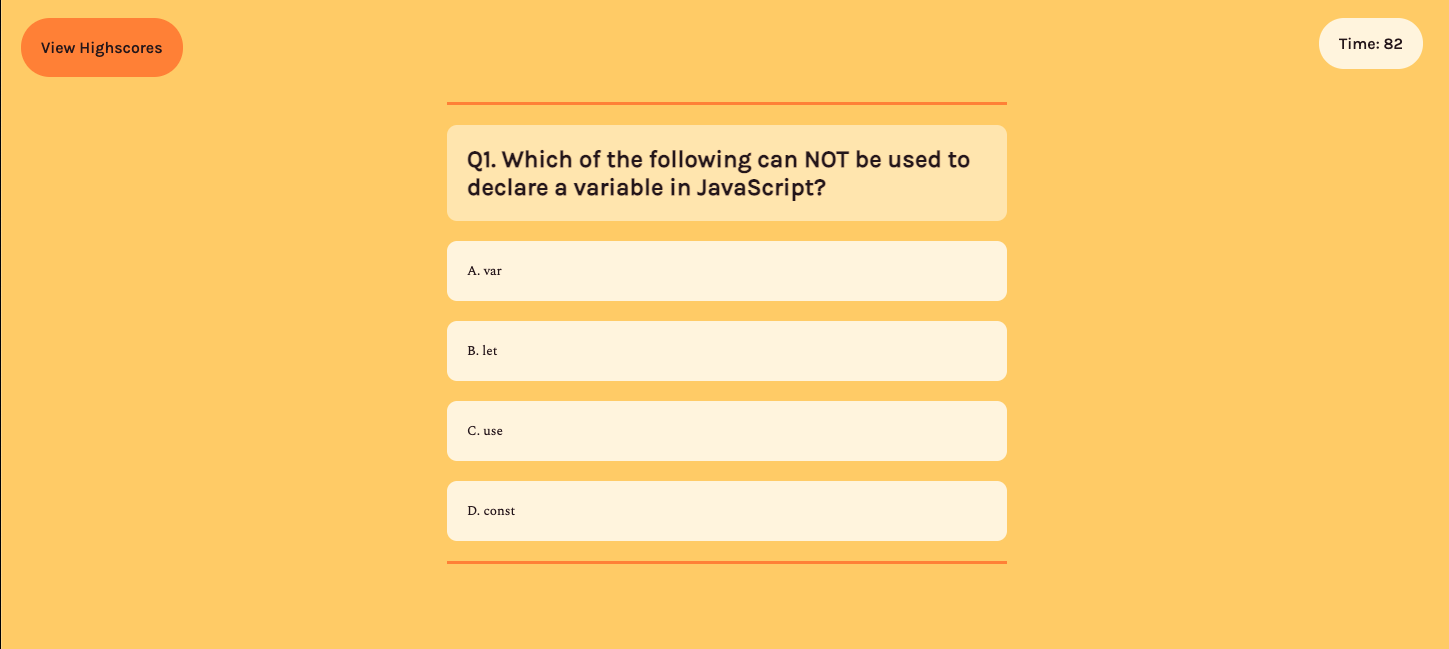 View Highscores
Time: 82
Q1. Which of the following can NOT be used to
declare a variable in JavaScript?
A. var
B. let
C. use
D. const